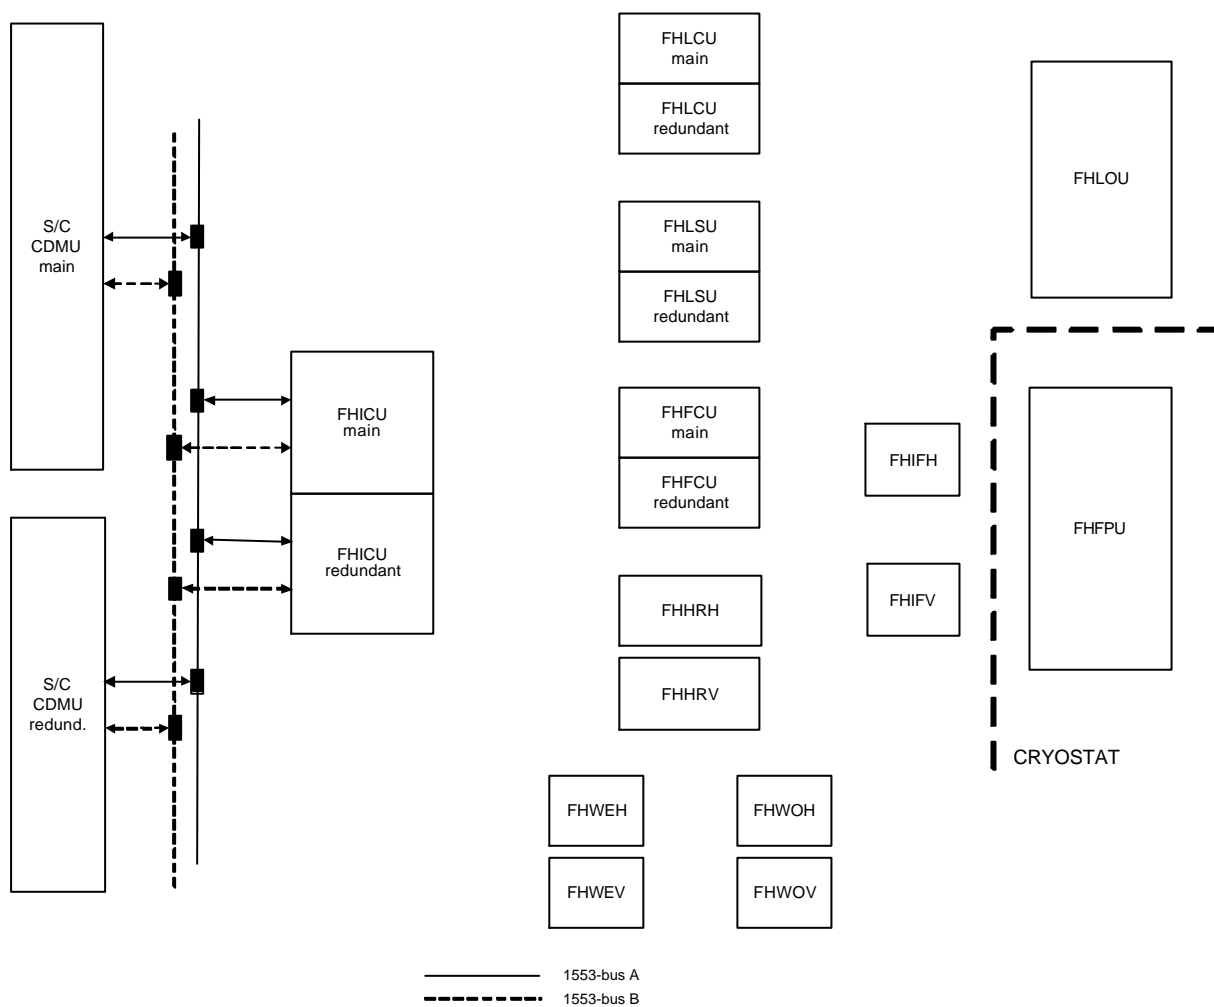 FHLCU
main
FHLCU
redundant
FHLOU
S/C
CDMU
main
FHLSU
main
FHLSU
redundant
FHICU
main
FHICU
redundant
FHFCU
main
FHFCU
redundant
FHIFH
FHFPU
FHIFV
FHHRH
FHHRV
S/C
CDMU
redund.
CRYOSTAT
FHWEH
FHWOH
FHWEV
FHWOV
1553-bus A
1553-bus B